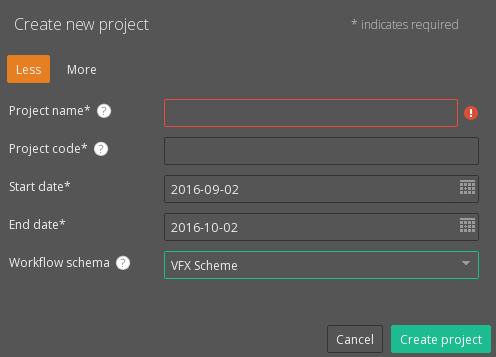 Create new project
* indicates required
Less More
Project name* ?
Project code* ?
Start date* 2016-09-02
End date* 2016-10-02
Workflow schema ? VFX Scheme
Cancel Create project